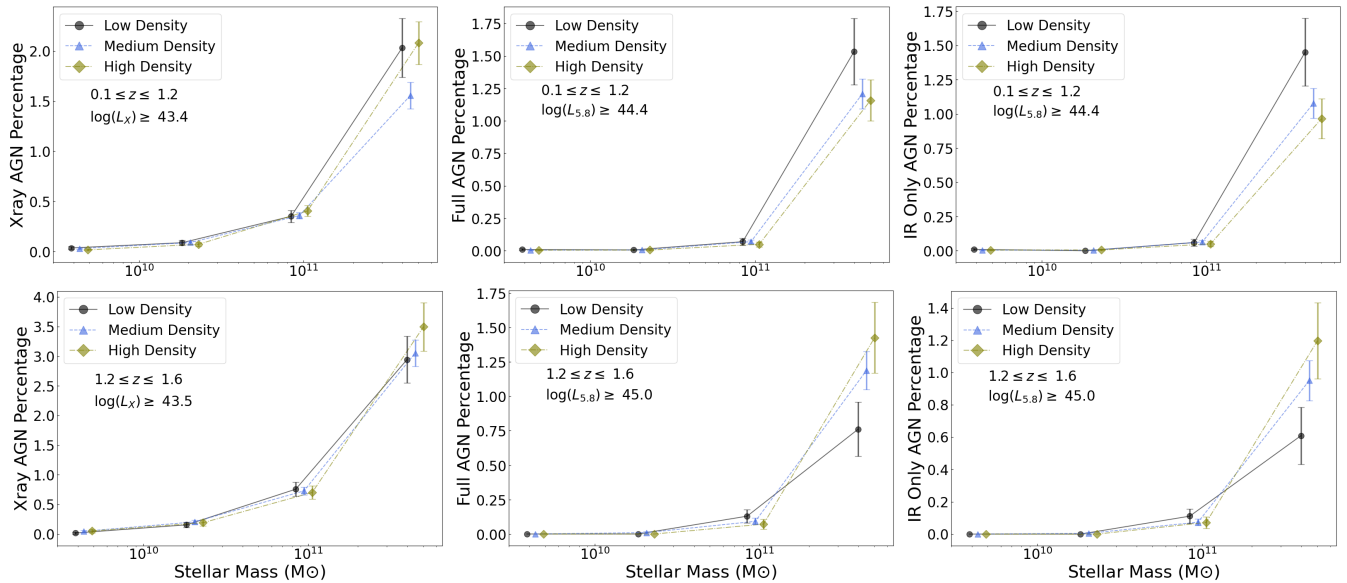 Xray AGN Percentage
2.0
1.5
1.0
0.5
0.0
Low Density
Medium Density
High Density
0.1 ≤ z ≤ 1.2
log(L_X) ≥ 43.4
10^10
10^11
Full AGN Percentage
1.75
1.50
1.25
1.00
0.75
0.50
0.25
0.00
Low Density
Medium Density
High Density
0.1 ≤ z ≤ 1.2
log(L_5.8) ≥ 44.4
10^10
10^11
IR Only AGN Percentage
1.75
1.50
1.25
1.00
0.75
0.50
0.25
0.00
Low Density
Medium Density
High Density
0.1 ≤ z ≤ 1.2
log(L_5.8) ≥ 44.4
10^10
10^11
Xray AGN Percentage
4.0
3.5
3.0
2.5
2.0
1.5
1.0
0.5
0.0
Low Density
Medium Density
High Density
1.2 ≤ z ≤ 1.6
log(L_X) ≥ 43.5
10^10
10^11
Stellar Mass (M⊙)
Full AGN Percentage
1.75
1.50
1.25
1.00
0.75
0.50
0.25
0.00
Low Density
Medium Density
High Density
1.2 ≤ z ≤ 1.6
log(L_5.8) ≥ 45.0
10^10
10^11
Stellar Mass (M⊙)
IR Only AGN Percentage
1.4
1.2
1.0
0.8
0.6
0.4
0.2
0.0
Low Density
Medium Density
High Density
1.2 ≤ z ≤ 1.6
log(L_5.8) ≥ 45.0
10^10
10^11
Stellar Mass (M⊙)